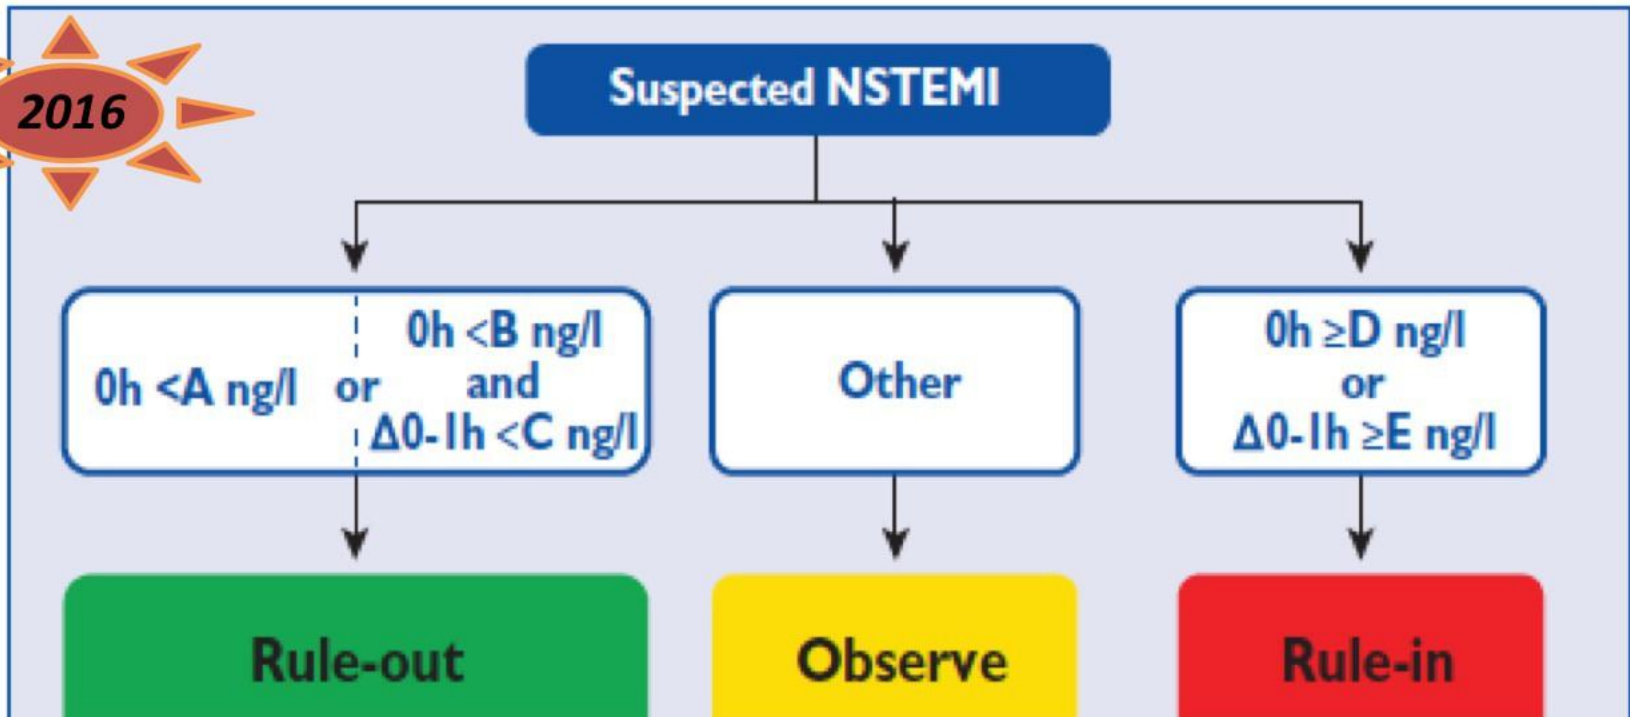 2016
Suspected NSTEMI
0h <A ng/l or
0h <B ng/l
and
Δ0-1h <C ng/l
Other
0h ≥D ng/l
or
Δ0-1h ≥E ng/l
Rule-out
Observe
Rule-in